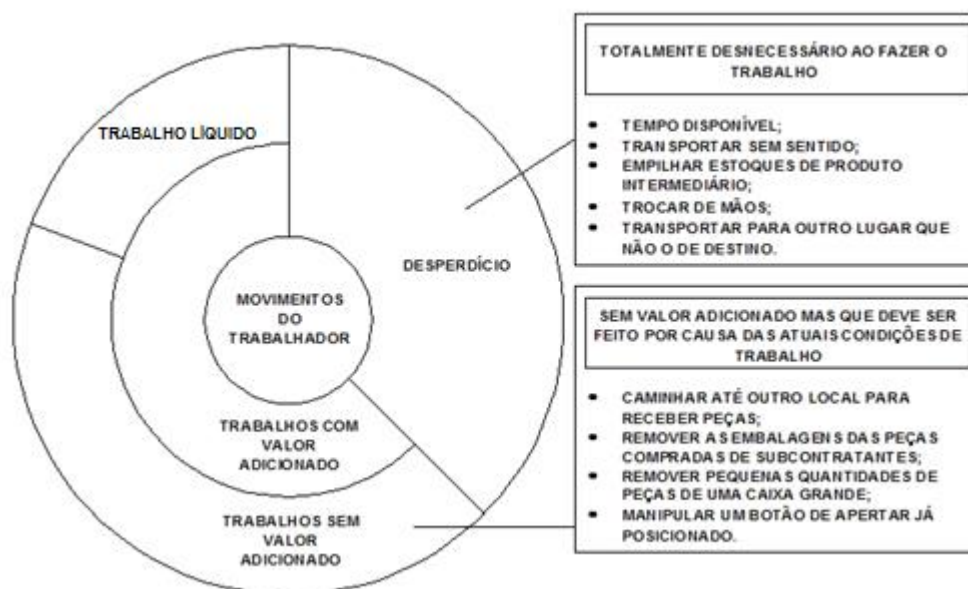 TRABALHO LÍQUIDO
MOVIMENTOS
DO
TRABALHADOR
DESPERDÍCIO
TRABALHOS COM
VALOR
ADICIONADO
TRABALHOS SEM
VALOR
ADICIONADO
TOTALMENTE DESNECESSÁRIO AO FAZER O
TRABALHO
• TEMPO DISPONÍVEL;
• TRANSPORTAR SEM SENTIDO;
• EMPILHAR ESTOQUES DE PRODUTO
INTERMEDIÁRIO;
• TROCAR DE MÃOS;
• TRANSPORTAR PARA OUTRO LUGAR QUE
NÃO O DE DESTINO.
SEM VALOR ADICIONADO MAS QUE DEVE SER
FEITO POR CAUSA DAS ATUAIS CONDIÇÕES DE
TRABALHO
• CAMINHAR ATÉ OUTRO LOCAL PARA
RECEBER PEÇAS;
• REMOVER AS EMBALAGENS DAS PEÇAS
COMPRADAS DE SUBCONTRATANTES;
• REMOVER PEQUENAS QUANTIDADES DE
PEÇAS DE UMA CAIXA GRANDE;
• MANIPULAR UM BOTÃO DE APERTAR JÁ
POSICIONADO.